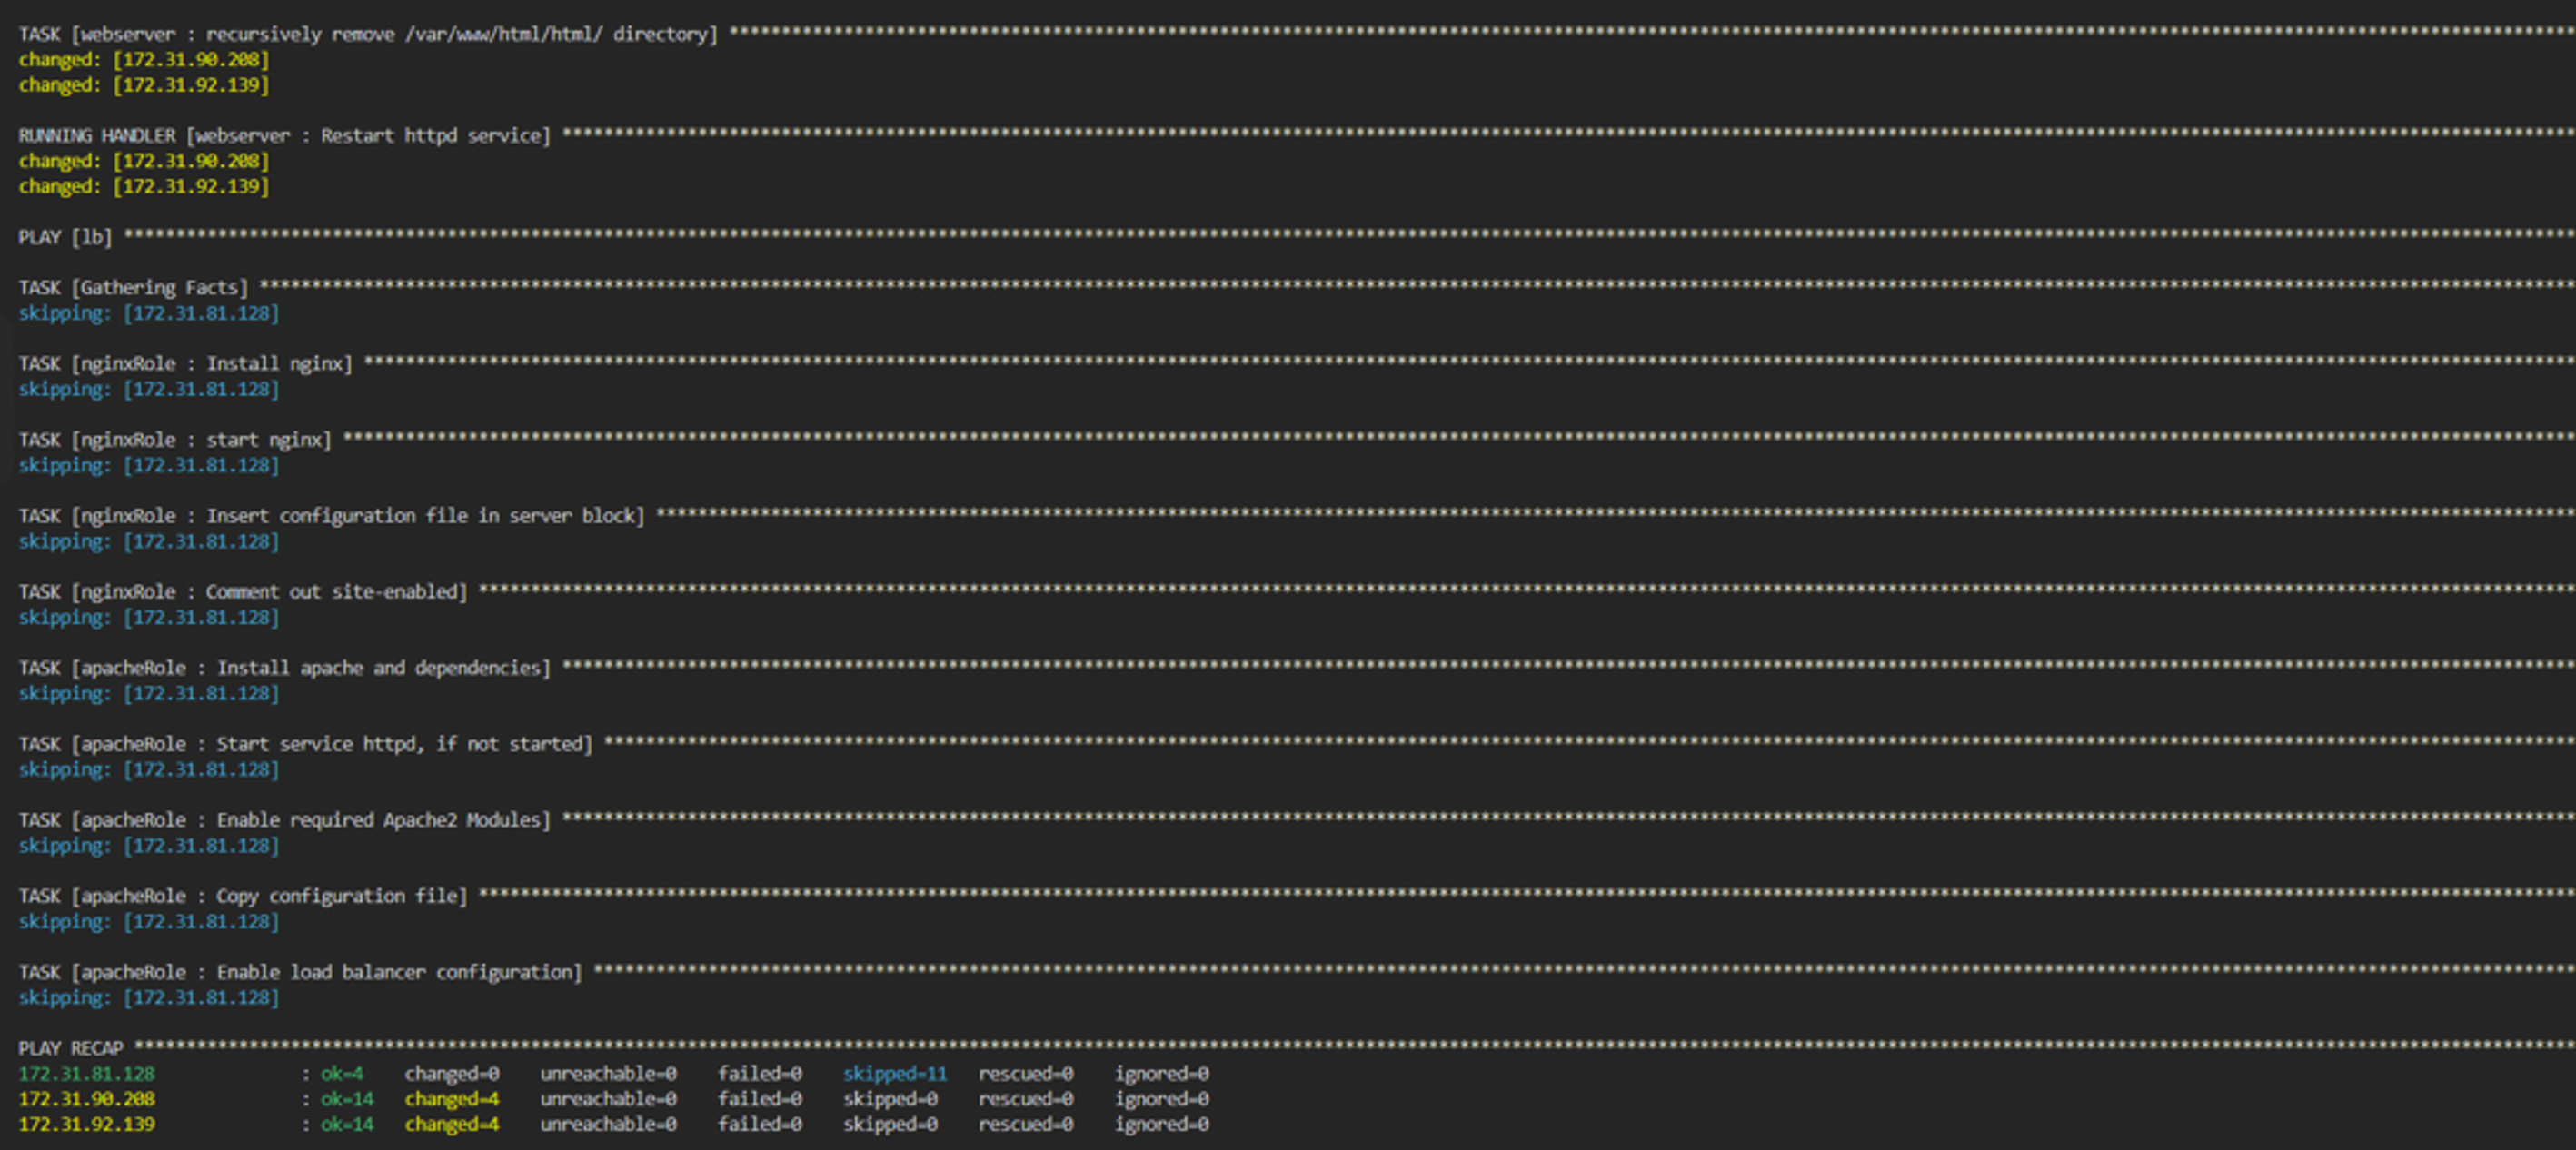 TASK [webserver : recursively remove /var/www/html/html/ directory] ********************************************************************************
changed: [172.31.90.208]
changed: [172.31.92.139]
RUNNING HANDLER [webserver : Restart httpd service] ********************************************************************************
changed: [172.31.90.208]
changed: [172.31.92.139]
PLAY [lb] ********************************************************************************
TASK [Gathering Facts] ********************************************************************************
skipping: [172.31.81.128]
TASK [nginxRole : Install nginx] ********************************************************************************
skipping: [172.31.81.128]
TASK [nginxRole : start nginx] ********************************************************************************
skipping: [172.31.81.128]
TASK [nginxRole : Insert configuration file in server block] ********************************************************************************
skipping: [172.31.81.128]
TASK [nginxRole : Comment out site-enabled] ********************************************************************************
skipping: [172.31.81.128]
TASK [apacheRole : Install apache and dependencies] ********************************************************************************
skipping: [172.31.81.128]
TASK [apacheRole : Start service httpd, if not started] ********************************************************************************
skipping: [172.31.81.128]
TASK [apacheRole : Enable required Apache2 Modules] ********************************************************************************
skipping: [172.31.81.128]
TASK [apacheRole : Copy configuration file] ********************************************************************************
skipping: [172.31.81.128]
TASK [apacheRole : Enable load balancer configuration] ********************************************************************************
skipping: [172.31.81.128]
PLAY RECAP ********************************************************************************
172.31.81.128 : ok=4 changed=0 unreachable=0 failed=0 skipped=11 rescued=0 ignored=0
172.31.90.208 : ok=14 changed=4 unreachable=0 failed=0 skipped=0 rescued=0 ignored=0
172.31.92.139 : ok=14 changed=4 unreachable=0 failed=0 skipped=0 rescued=0 ignored=0